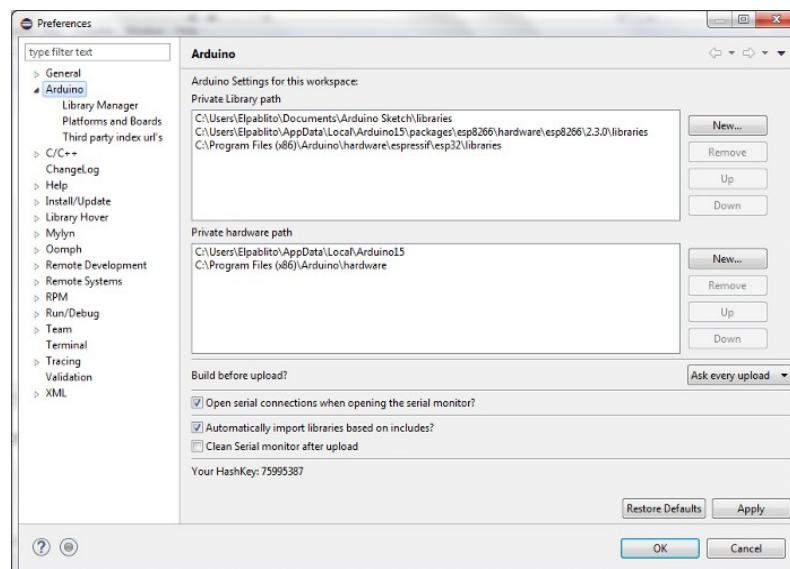 Preferences
type filter text
General
Arduino
Library Manager
Platforms and Boards
Third party index url's
C/C++
ChangeLog
Help
Install/Update
Library Hover
Mylyn
Oomph
Remote Development
Remote Systems
RPM
Run/Debug
Team
Terminal
Tracing
Validation
XML
Arduino
Arduino Settings for this workspace:
Private Library path
C:\Users\Elpablito\Documents\Arduino Sketch\libraries
C:\Users\Elpablito\AppData\Local\Arduino15\packages\esp8266\hardware\esp8266\2.3.0\libraries
C:\Program Files (x86)\Arduino\hardware\espressif\esp32\libraries
New...
Remove
Up
Down
Private hardware path
C:\Users\Elpablito\AppData\Local\Arduino15
C:\Program Files (x86)\Arduino\hardware
New...
Remove
Up
Down
Build before upload?
Ask every upload
Open serial connections when opening the serial monitor?
Automatically import libraries based on includes?
Clean Serial monitor after upload
Your HashKey: 75995387
Restore Defaults
Apply
OK
Cancel